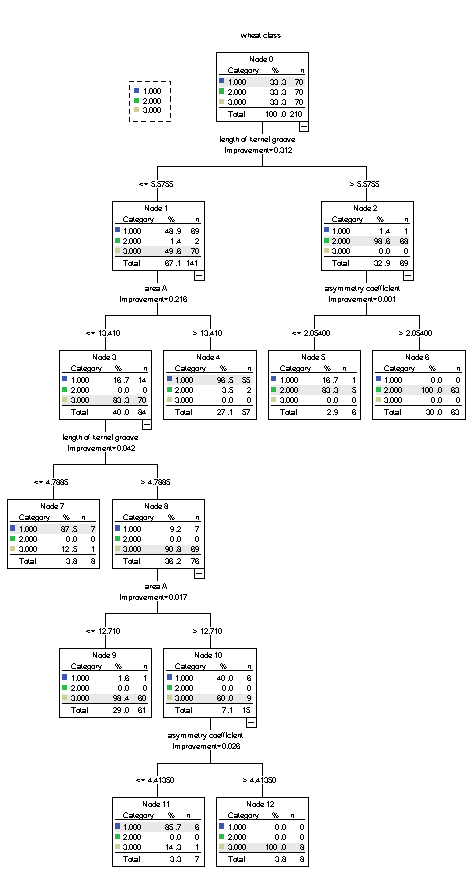 wheat class
Node 0
Category % n
1.000 33.3 70
2.000 33.3 70
3.000 33.3 70
Total 100.0 210
1.000
2.000
3.000
length of kernel groove
Improvement=0.312
<= 5.5755
> 5.5755
Node 1
Category % n
1.000 48.9 69
2.000 1.4 2
3.000 49.6 70
Total 67.1 141
Node 2
Category % n
1.000 1.4 1
2.000 98.6 68
3.000 0.0 0
Total 32.9 69
area A
Improvement=0.216
asymmetry coefficient
Improvement=0.001
<= 13.410
> 13.410
<= 2.05400
> 2.05400
Node 3
Category % n
1.000 16.7 14
2.000 0.0 0
3.000 83.3 70
Total 40.0 84
Node 4
Category % n
1.000 96.5 55
2.000 3.5 2
3.000 0.0 0
Total 27.1 57
Node 5
Category % n
1.000 16.7 1
2.000 83.3 5
3.000 0.0 0
Total 2.9 6
Node 6
Category % n
1.000 0.0 0
2.000 100.0 63
3.000 0.0 0
Total 30.0 63
length of kernel groove
Improvement=0.042
<= 4.7885
> 4.7885
Node 7
Category % n
1.000 87.5 7
2.000 0.0 0
3.000 12.5 1
Total 3.8 8
Node 8
Category % n
1.000 9.2 7
2.000 0.0 0
3.000 90.8 69
Total 36.2 76
area A
Improvement=0.017
<= 12.710
> 12.710
Node 9
Category % n
1.000 1.6 1
2.000 0.0 0
3.000 98.4 60
Total 29.0 61
Node 10
Category % n
1.000 40.0 6
2.000 0.0 0
3.000 60.0 9
Total 7.1 15
asymmetry coefficient
Improvement=0.026
<= 4.41350
> 4.41350
Node 11
Category % n
1.000 85.7 6
2.000 0.0 0
3.000 14.3 1
Total 3.3 7
Node 12
Category % n
1.000 0.0 0
2.000 0.0 0
3.000 100.0 8
Total 3.8 8